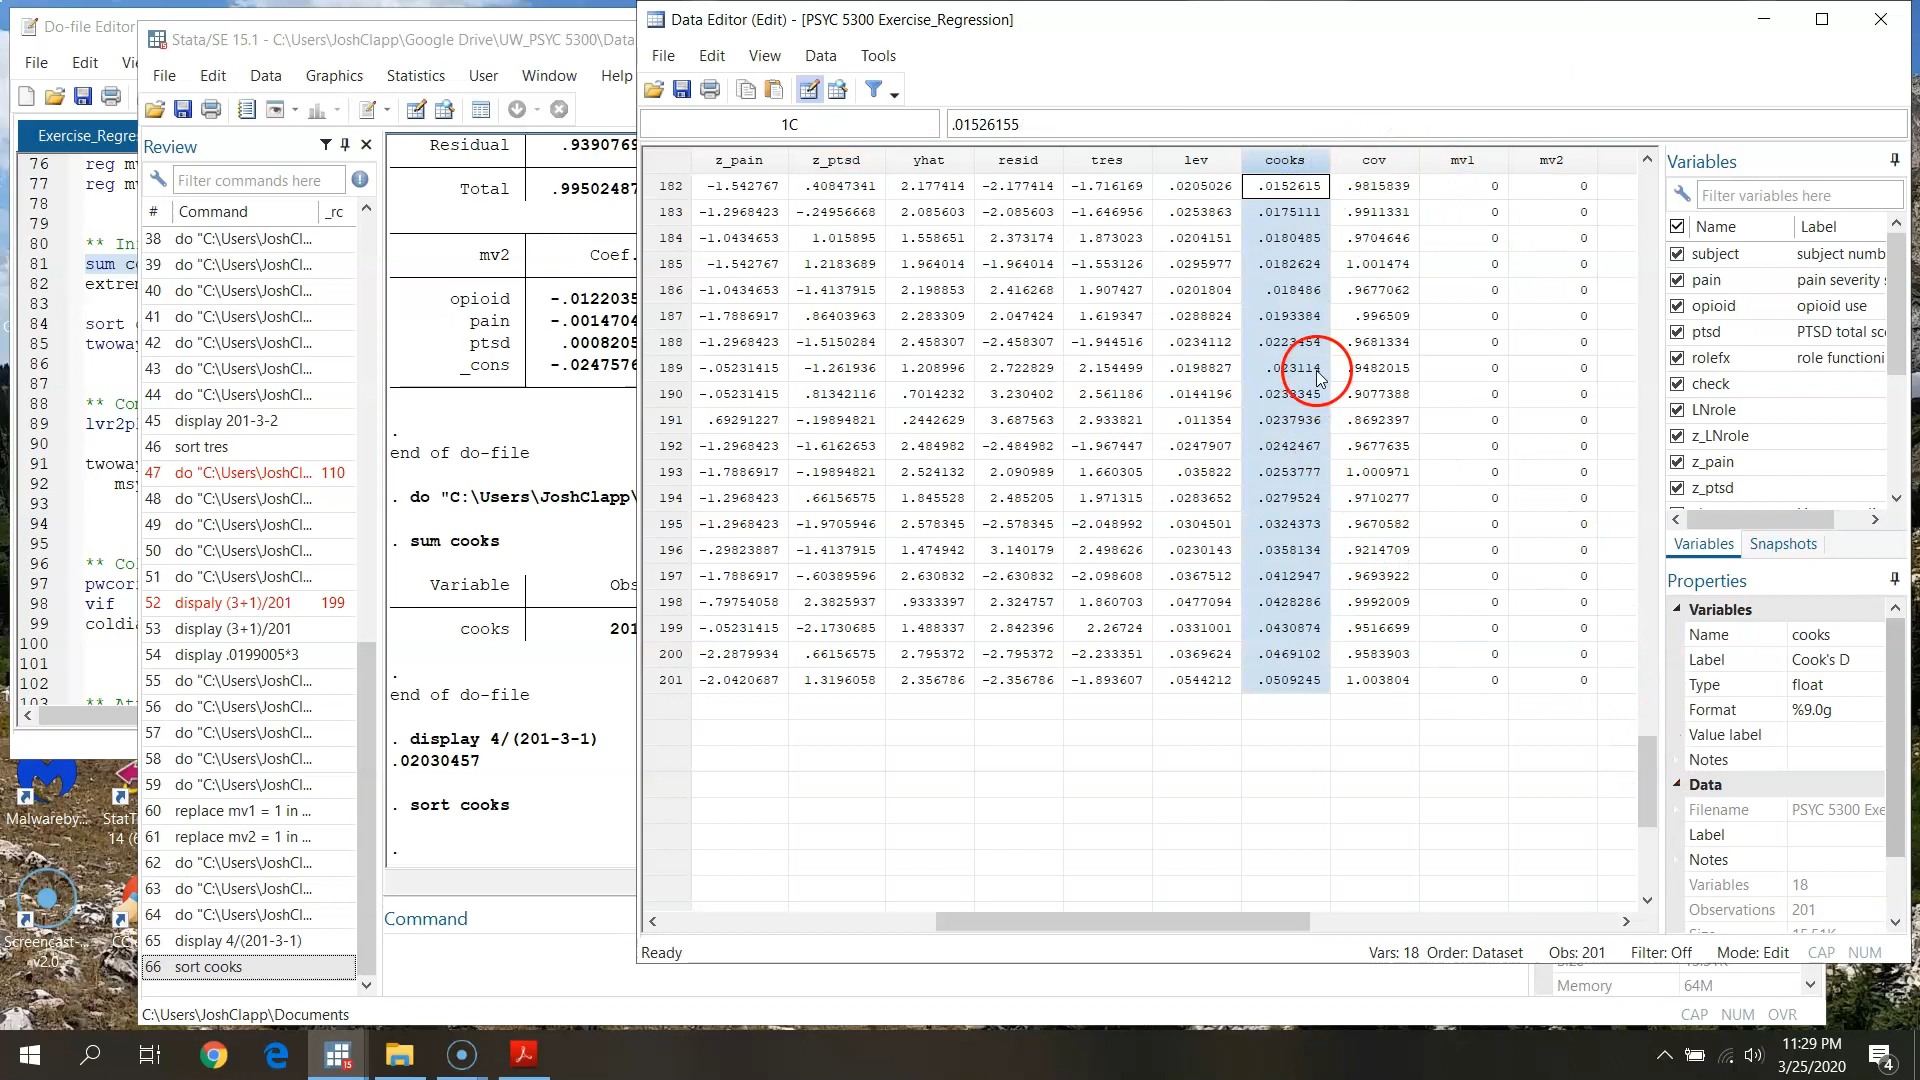 Do-file Editor
File Edit Vi
Exercise_Regre
76 reg mv
77 reg mv
78
79
80 ** In
81 sum co
82 extrem
83
84 sort c
85 twoway
86
87
88 ** Co
89 lvr2p
90
91 twoway
92 msy
93
94
95
96 ** Co
97 pwcor
98 vif
99 coldi
100
101
102
103 ** A
Malwareby...
StatT
14 (6
Screencast-...
v2.0
CC
Stata/SE 15.1 - C:\Users\JoshClapp\Google Drive\UW_PSYC 5300\Data
File Edit Data Graphics Statistics User Window Help
Review
Filter commands here
# Command _rc
38 do "C:\Users\JoshCl...
39 do "C:\Users\JoshCl...
40 do "C:\Users\JoshCl...
41 do "C:\Users\JoshCl...
42 do "C:\Users\JoshCl...
43 do "C:\Users\JoshCl...
44 do "C:\Users\JoshCl...
45 display 201-3-2
46 sort tres
47 do "C:\Users\JoshCl... 110
48 do "C:\Users\JoshCl...
49 do "C:\Users\JoshCl...
50 do "C:\Users\JoshCl...
51 do "C:\Users\JoshCl...
52 dispaly (3+1)/201 199
53 display (3+1)/201
54 display .0199005*3
55 do "C:\Users\JoshCl...
56 do "C:\Users\JoshCl...
57 do "C:\Users\JoshCl...
58 do "C:\Users\JoshCl...
59 do "C:\Users\JoshCl...
60 replace mv1 = 1 in ...
61 replace mv2 = 1 in ...
62 do "C:\Users\JoshCl...
63 do "C:\Users\JoshCl...
64 do "C:\Users\JoshCl...
65 display 4/(201-3-1)
66 sort cooks
Residual .9390769
Total .99502487
mv2 Coef.
opioid -.0122035
pain -.0014704
ptsd .0008205
_cons -.0247576
.
end of do-file
. do "C:\Users\JoshClapp\
. sum cooks
Variable Obs
cooks 201
.
end of do-file
. display 4/(201-3-1)
.02030457
. sort cooks
.
Command
C:\Users\JoshClapp\Documents
Memory 64M
CAP NUM OVR
Data Editor (Edit) - [PSYC 5300 Exercise_Regression]
File Edit View Data Tools
1C .01526155
z_pain z_ptsd yhat resid tres lev cooks cov mv1 mv2
182 -1.542767 .40847341 2.177414 -2.177414 -1.716169 .0205026 .0152615 .9815839 0 0
183 -1.2968423 -.24956668 2.085603 -2.085603 -1.646956 .0253863 .0175111 .9911331 0 0
184 -1.0434653 1.015895 1.558651 2.373174 1.873023 .0204151 .0180485 .9704646 0 0
185 -1.542767 1.2183689 1.964014 -1.964014 -1.553126 .0295977 .0182624 1.001474 0 0
186 -1.0434653 -1.4137915 2.198853 2.416268 1.907427 .0201804 .018486 .9677062 0 0
187 -1.7886917 .86403963 2.283309 2.047424 1.619347 .0288824 .0193384 .996509 0 0
188 -1.2968423 -1.5150284 2.458307 -2.458307 -1.944516 .0234112 .0223454 .9681334 0 0
189 -.05231415 -1.261936 1.208996 2.722829 2.154499 .0198827 .023114 .9482015 0 0
190 -.05231415 .81342116 .7014232 3.230402 2.561186 .0144196 .0233345 .9077388 0 0
191 .69291227 -.19894821 .2442629 3.687563 2.933821 .011354 .0237936 .8692397 0 0
192 -1.2968423 -1.6162653 2.484982 -2.484982 -1.967447 .0247907 .0242467 .9677635 0 0
193 -1.7886917 -.19894821 2.524132 2.090989 1.660305 .035822 .0253777 1.000971 0 0
194 -1.2968423 .66156575 1.845528 2.485205 1.971315 .0283652 .0279524 .9710277 0 0
195 -1.2968423 -1.9705946 2.578345 -2.578345 -2.048992 .0304501 .0324373 .9670582 0 0
196 -.29823887 -1.4137915 1.474942 3.140179 2.498626 .0230143 .0358134 .9214709 0 0
197 -1.7886917 -.60389596 2.630832 -2.630832 -2.098608 .0367512 .0412947 .9693922 0 0
198 -.79754058 2.3825937 .9333397 2.324757 1.860703 .0477094 .0428286 .9992009 0 0
199 -.05231415 -2.1730685 1.488337 2.842396 2.26724 .0331001 .0430874 .9516699 0 0
200 -2.2879934 .66156575 2.795372 -2.795372 -2.233351 .0369624 .0469102 .9583903 0 0
201 -2.0420687 1.3196058 2.356786 -2.356786 -1.893607 .0544212 .0509245 1.003804 0 0
Variables
Filter variables here
Name Label
subject subject numb
pain pain severity s
opioid opioid use
ptsd PTSD total sc
rolefx role functioni
check
LNrole
z_LNrole
z_pain
z_ptsd
Variables Snapshots
Properties
Variables
Name cooks
Label Cook's D
Type float
Format %9.0g
Value label
Notes
Data
Filename PSYC 5300 Exe
Label
Notes
Variables 18
Observations 201
Size 15.51K
Ready Vars: 18 Order: Dataset Obs: 201 Filter: Off Mode: Edit CAP NUM
11:29 PM
3/25/2020
4